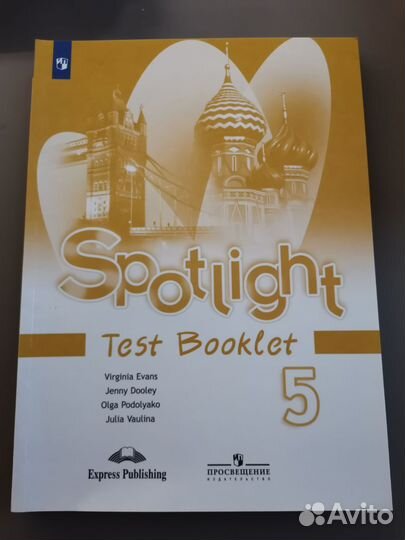 Spotlight
Test Booklet
5
Virginia Evans
Jenny Dooley
Olga Podolyako
Julia Vaulina
Express Publishing
ПРОСВЕЩЕНИЕ
ИЗДАТЕЛЬСТВО
Avito